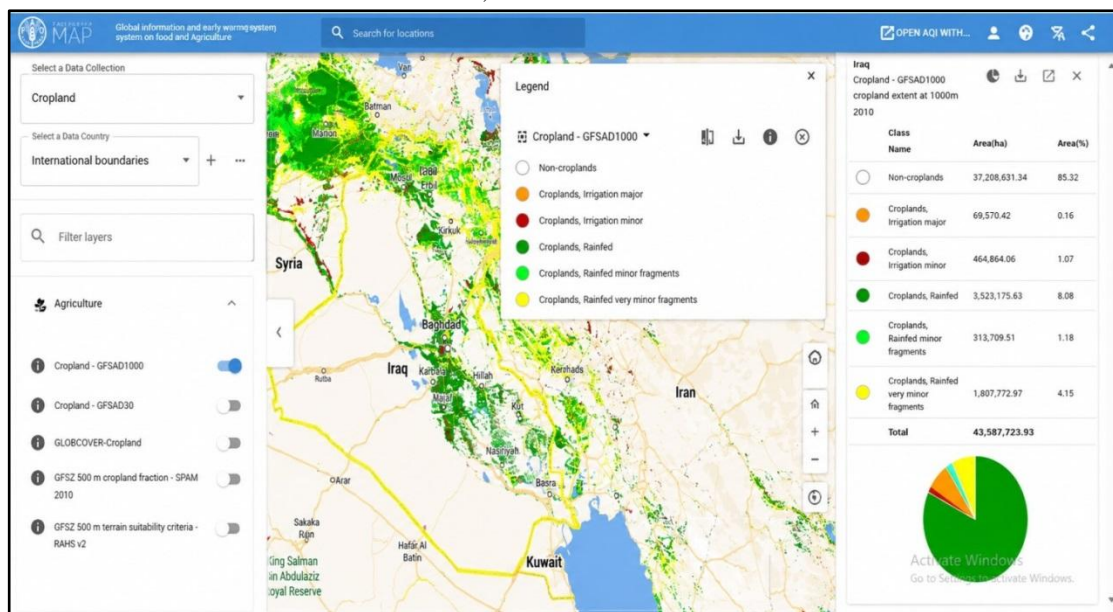 MAP
Global information and early warning system
system on food and Agriculture
Search for locations
OPEN AQI WITH...
Select a Data Collection
Cropland
Select a Data Country
International boundaries
Filter layers
Agriculture
Cropland - GFSAD1000
Cropland - GFSAD30
GLOBCOVER-Cropland
GFSZ 500 m cropland fraction - SPAM
2010
GFSZ 500 m terrain suitability criteria -
RAHS v2
Van
Batman
Mosul
Kirkuk
Syria
Baghdad
Iraq
Rutba
Karbala
Hillah
Kut
Iran
Nasiriyah
Basra
Arar
Sakaka
Hafar Al
Batin
Kuwait
Legend
X
Cropland - GFSAD1000
Non-croplands
Croplands, Irrigation major
Croplands, Irrigation minor
Croplands, Rainfed
Croplands, Rainfed minor fragments
Croplands, Rainfed very minor fragments
Iraq
Cropland - GFSAD1000
cropland extent at 1000m
2010
Class
Name Area(ha) Area(%)
Non-croplands 37,208,631.34 85.32
Croplands,
Irrigation major 69,570.42 0.16
Croplands,
Irrigation minor 464,864.06 1.07
Croplands, Rainfed 3,523,175.63 8.08
Croplands,
Rainfed minor
fragments 313,709.51 1.18
Croplands, Rainfed
very minor
fragments 1,807,772.97 4.15
Total 43,587,723.93
Activate Windows
Go to Settings to activate Windows.